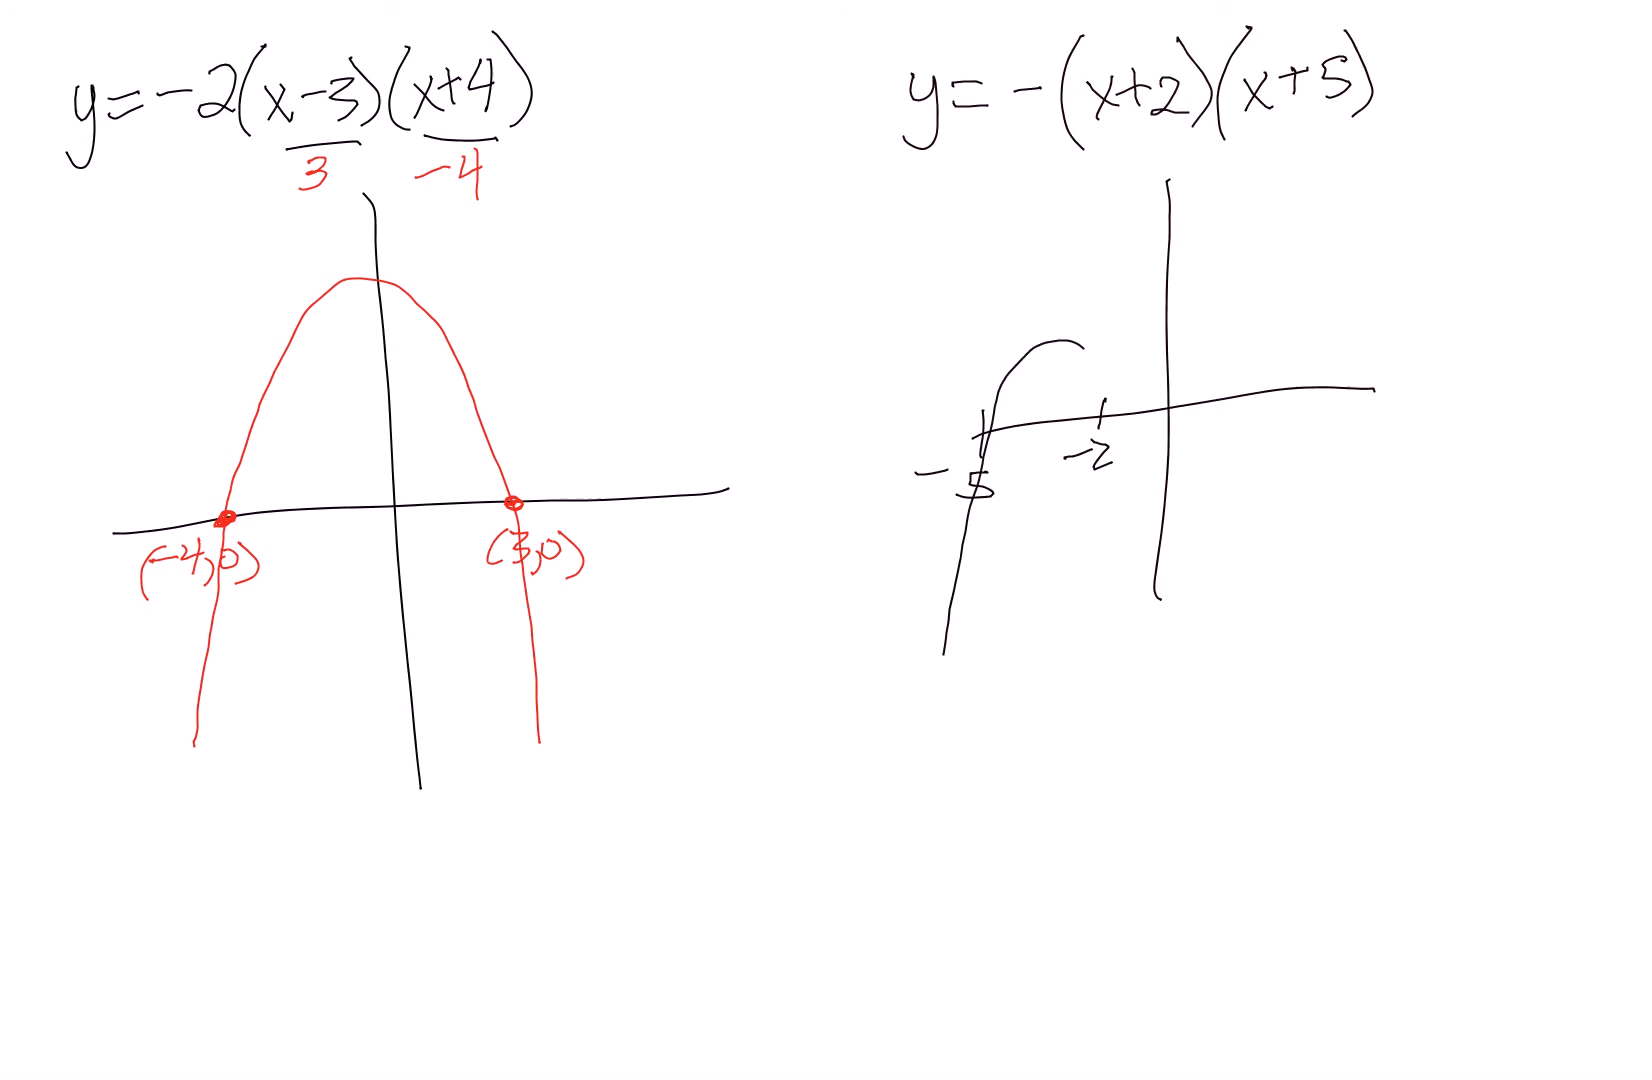 y=-2(x-3)(x+4)
3 -4
(-4,0) (3,0)
y=-(x+2)(x+5)
-5 -2